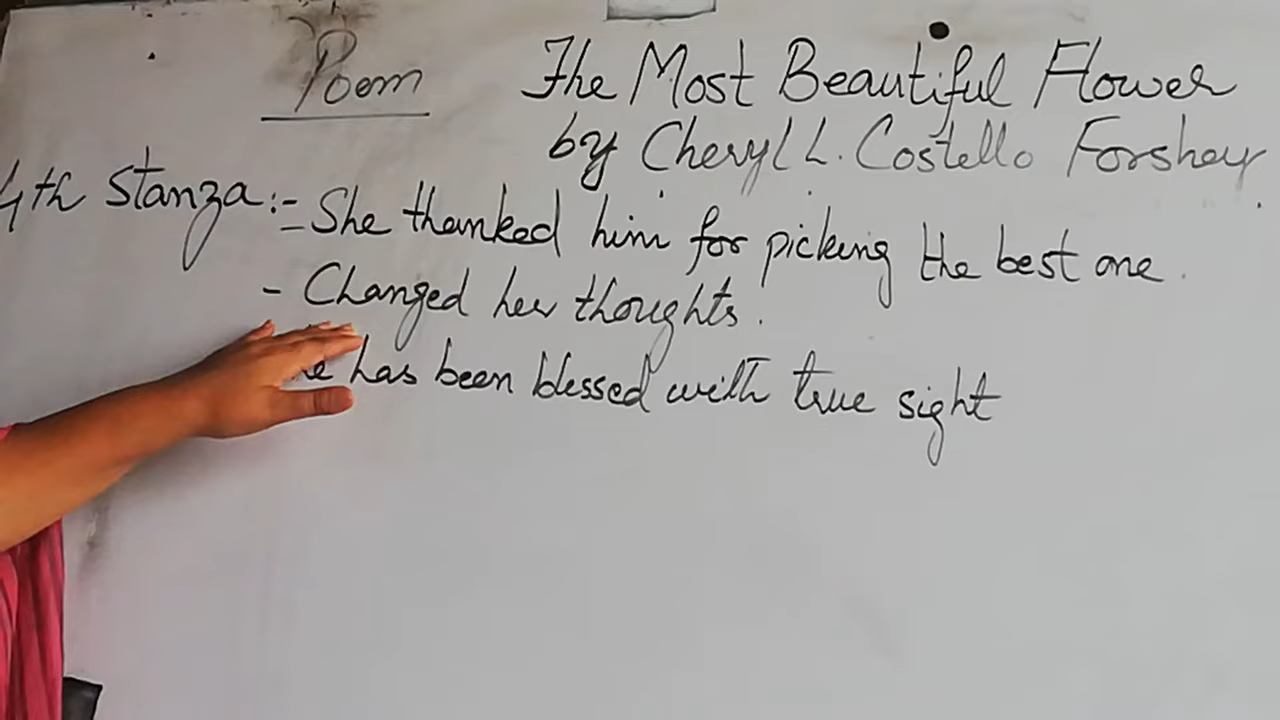 Poem The Most Beautiful Flower
by Cheryl L. Costello Forshey
4th Stanza :- She thanked him for picking the best one.
- Changed her thoughts.
has been blessed with true sight